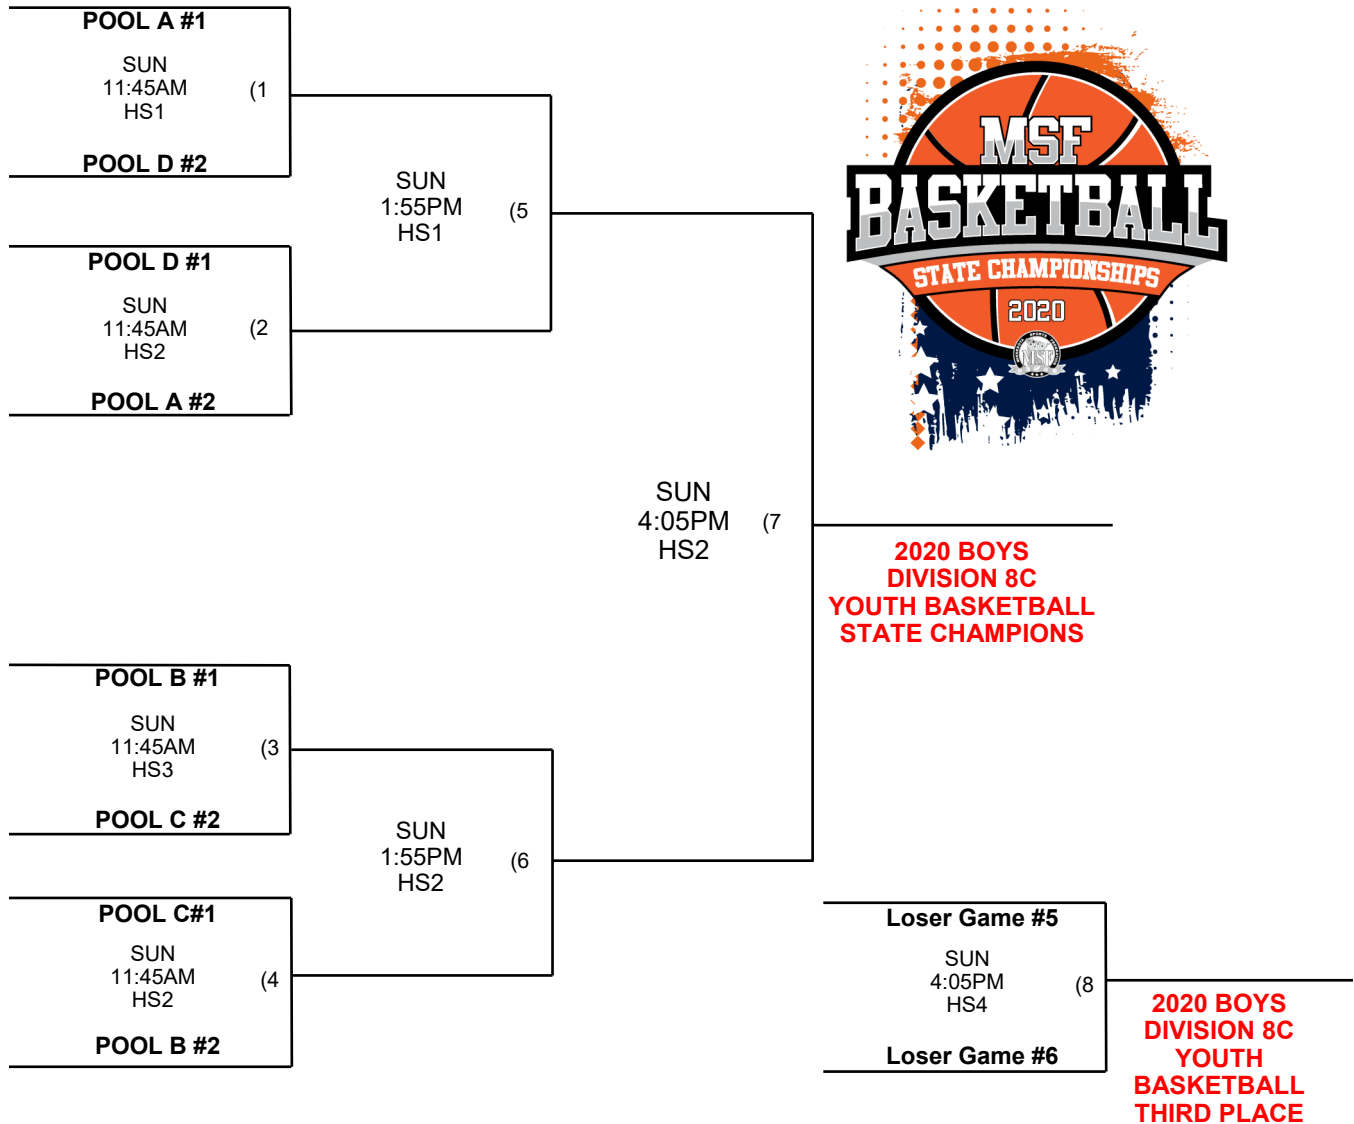 POOL A #1
SUN
11:45AM
HS1
(1
POOL D #2
SUN
1:55PM
HS1
(5
POOL D #1
SUN
11:45AM
HS2
(2
POOL A #2
MSF
BASKETBALL
STATE CHAMPIONSHIPS
2020
MSF
SUN
4:05PM
HS2
(7
2020 BOYS
DIVISION 8C
YOUTH BASKETBALL
STATE CHAMPIONS
POOL B #1
SUN
11:45AM
HS3
(3
POOL C #2
SUN
1:55PM
HS2
(6
POOL C#1
SUN
11:45AM
HS2
(4
POOL B #2
Loser Game #5
SUN
4:05PM
HS4
(8
Loser Game #6
2020 BOYS
DIVISION 8C
YOUTH
BASKETBALL
THIRD PLACE